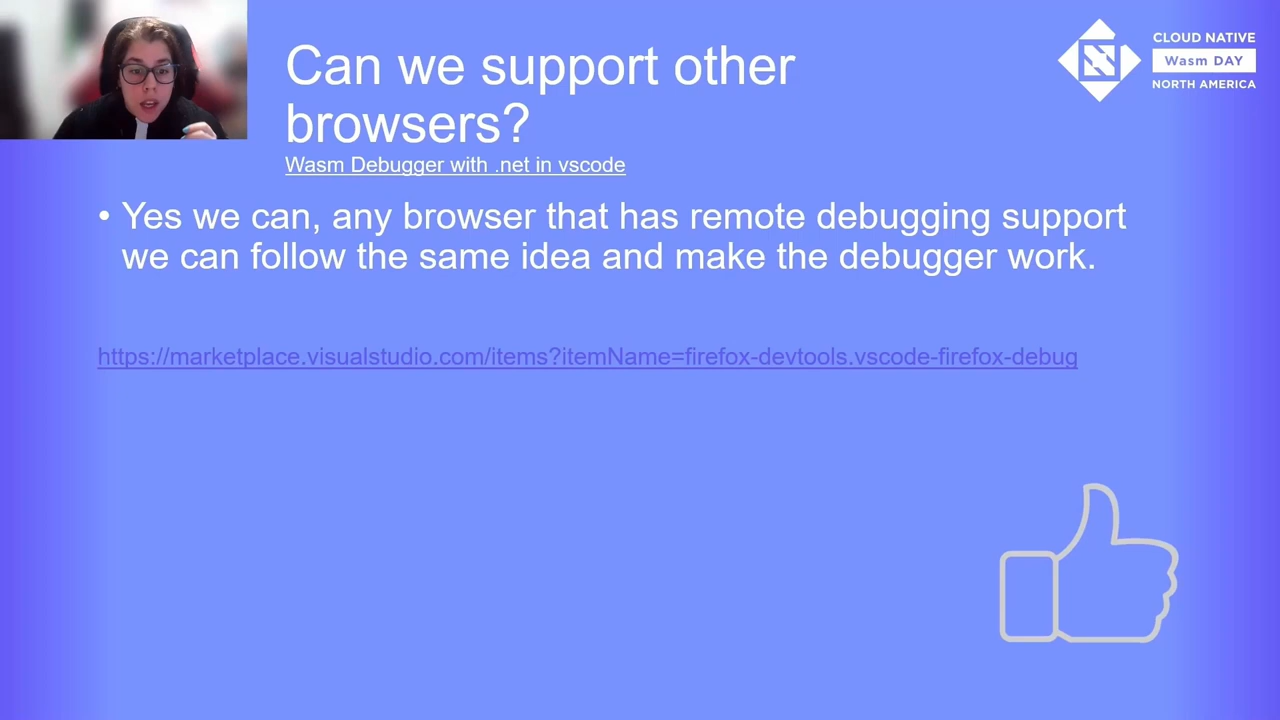 Can we support other
browsers?
Wasm Debugger with .net in vscode
• Yes we can, any browser that has remote debugging support
we can follow the same idea and make the debugger work.
https://marketplace.visualstudio.com/items?itemName=firefox-devtools.vscode-firefox-debug
CLOUD NATIVE
Wasm DAY
NORTH AMERICA